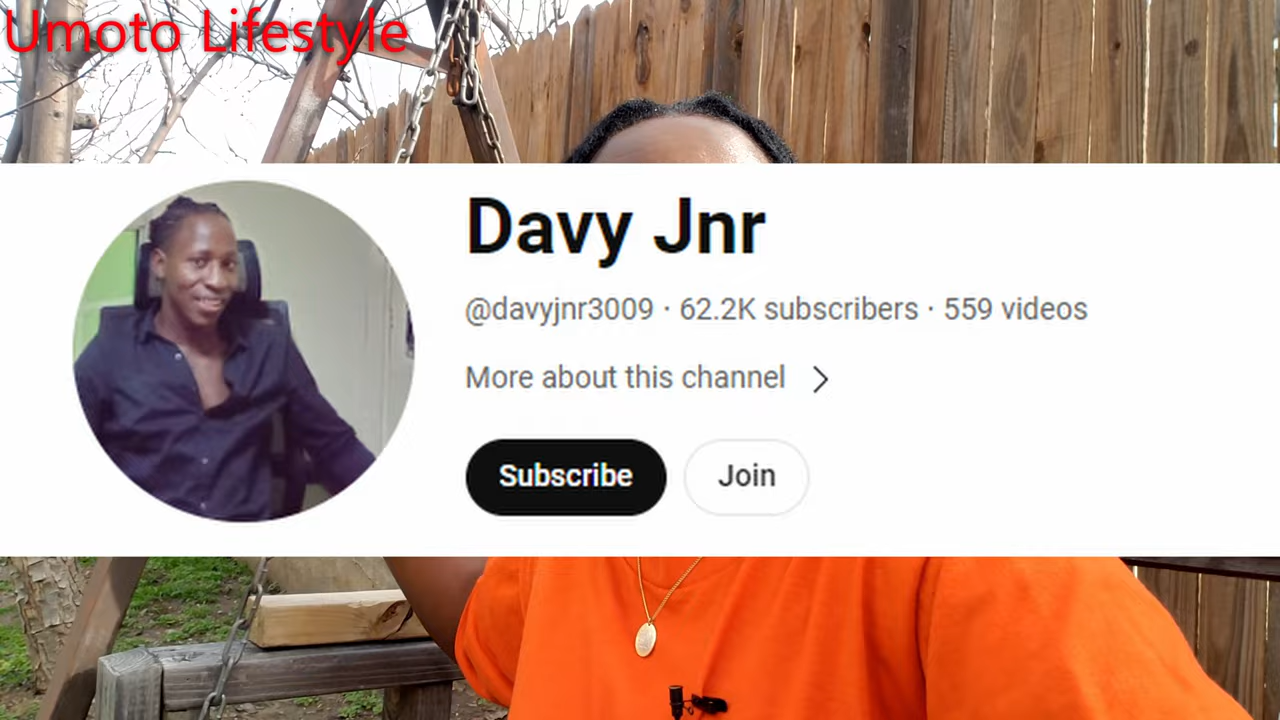 Umoto Lifestyle
Davy Jnr
@davyjnr3009 · 62.2K subscribers · 559 videos
More about this channel
Subscribe
Join